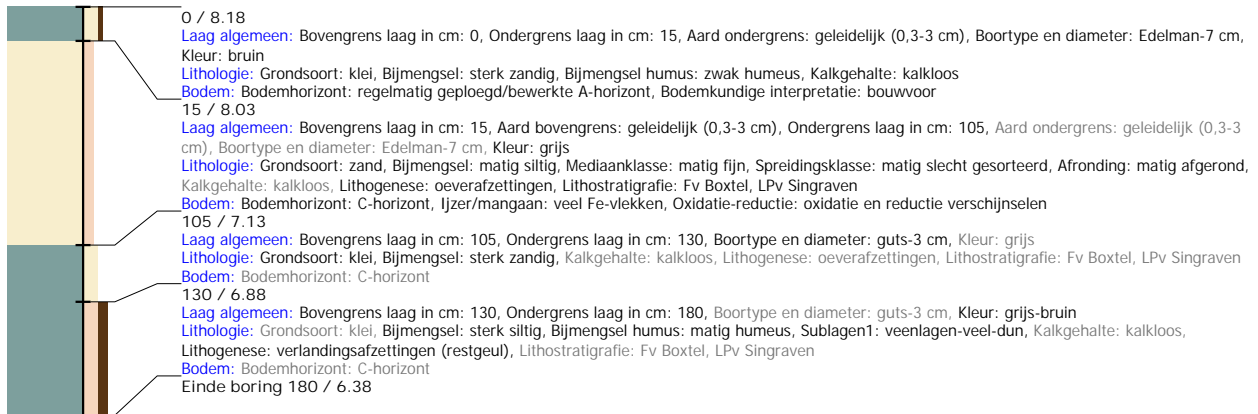 0 / 8.18
Laag algemeen: Bovengrens laag in cm: 0, Ondergrens laag in cm: 15, Aard ondergrens: geleidelijk (0,3-3 cm), Boortype en diameter: Edelman-7 cm,
Kleur: bruin
Lithologie: Grondsoort: klei, Bijmengsel: sterk zandig, Bijmengsel humus: zwak humeus, Kalkgehalte: kalkloos
Bodem: Bodemhorizont: regelmatig geploegd/bewerkte A-horizont, Bodemkundige interpretatie: bouwvoor
15 / 8.03
Laag algemeen: Bovengrens laag in cm: 15, Aard bovengrens: geleidelijk (0,3-3 cm), Ondergrens laag in cm: 105, Aard ondergrens: geleidelijk (0,3-3
cm), Boortype en diameter: Edelman-7 cm, Kleur: grijs
Lithologie: Grondsoort: zand, Bijmengsel: matig siltig, Mediaanklasse: matig fijn, Spreidingsklasse: matig slecht gesorteerd, Afronding: matig afgerond,
Kalkgehalte: kalkloos, Lithogenese: oeverafzettingen, Lithostratigrafie: Fv Boxtel, LPv Singraven
Bodem: Bodemhorizont: C-horizont, Ijzer/mangaan: veel Fe-vlekken, Oxidatie-reductie: oxidatie en reductie verschijnselen
105 / 7.13
Laag algemeen: Bovengrens laag in cm: 105, Ondergrens laag in cm: 130, Boortype en diameter: guts-3 cm, Kleur: grijs
Lithologie: Grondsoort: klei, Bijmengsel: sterk zandig, Kalkgehalte: kalkloos, Lithogenese: oeverafzettingen, Lithostratigrafie: Fv Boxtel, LPv Singraven
Bodem: Bodemhorizont: C-horizont
130 / 6.88
Laag algemeen: Bovengrens laag in cm: 130, Ondergrens laag in cm: 180, Boortype en diameter: guts-3 cm, Kleur: grijs-bruin
Lithologie: Grondsoort: klei, Bijmengsel: sterk siltig, Bijmengsel humus: matig humeus, Sublagen1: veenlagen-veel-dun, Kalkgehalte: kalkloos,
Lithogenese: verlandingsafzettingen (restgeul), Lithostratigrafie: Fv Boxtel, LPv Singraven
Bodem: Bodemhorizont: C-horizont
Einde boring 180 / 6.38